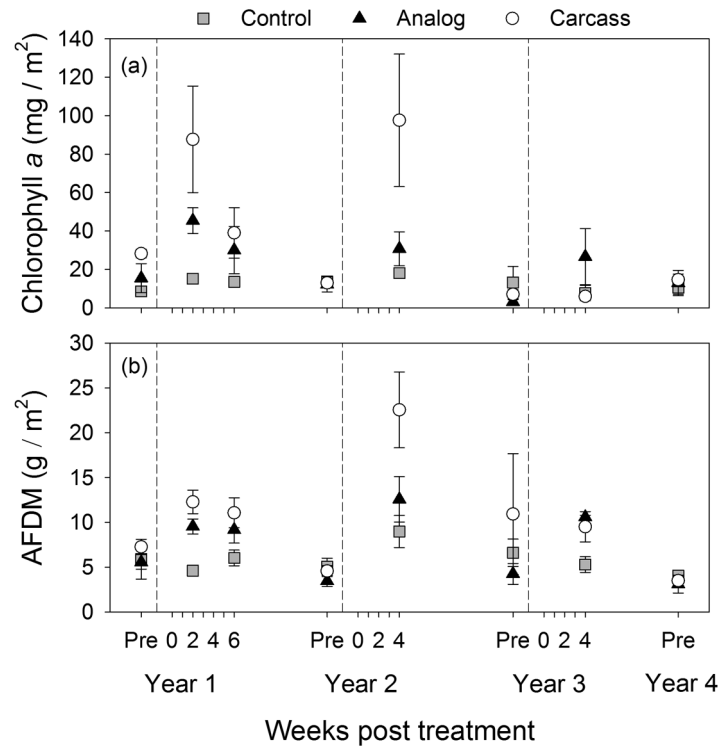 Control Analog Carcass
(a)
Chlorophyll a (mg / m²)
140
120
100
80
60
40
20
0
(b)
AFDM (g / m²)
30
25
20
15
10
5
0
Pre 0 2 4 6 Pre 0 2 4 Pre 0 2 4 Pre
Year 1 Year 2 Year 3 Year 4
Weeks post treatment